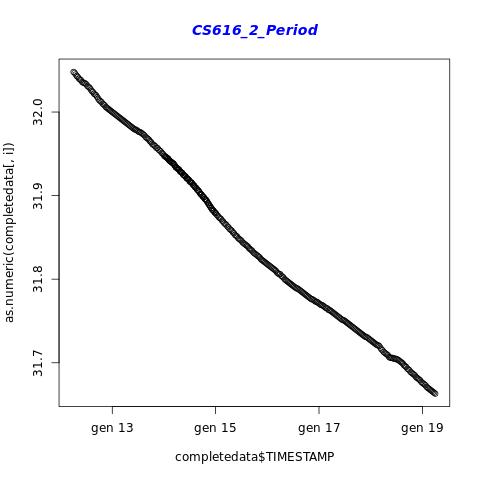 CS616_2_Period
as.numeric(completedata[, i])
32.0
31.9
31.8
31.7
gen 13
gen 15
gen 17
gen 19
completedata$TIMESTAMP